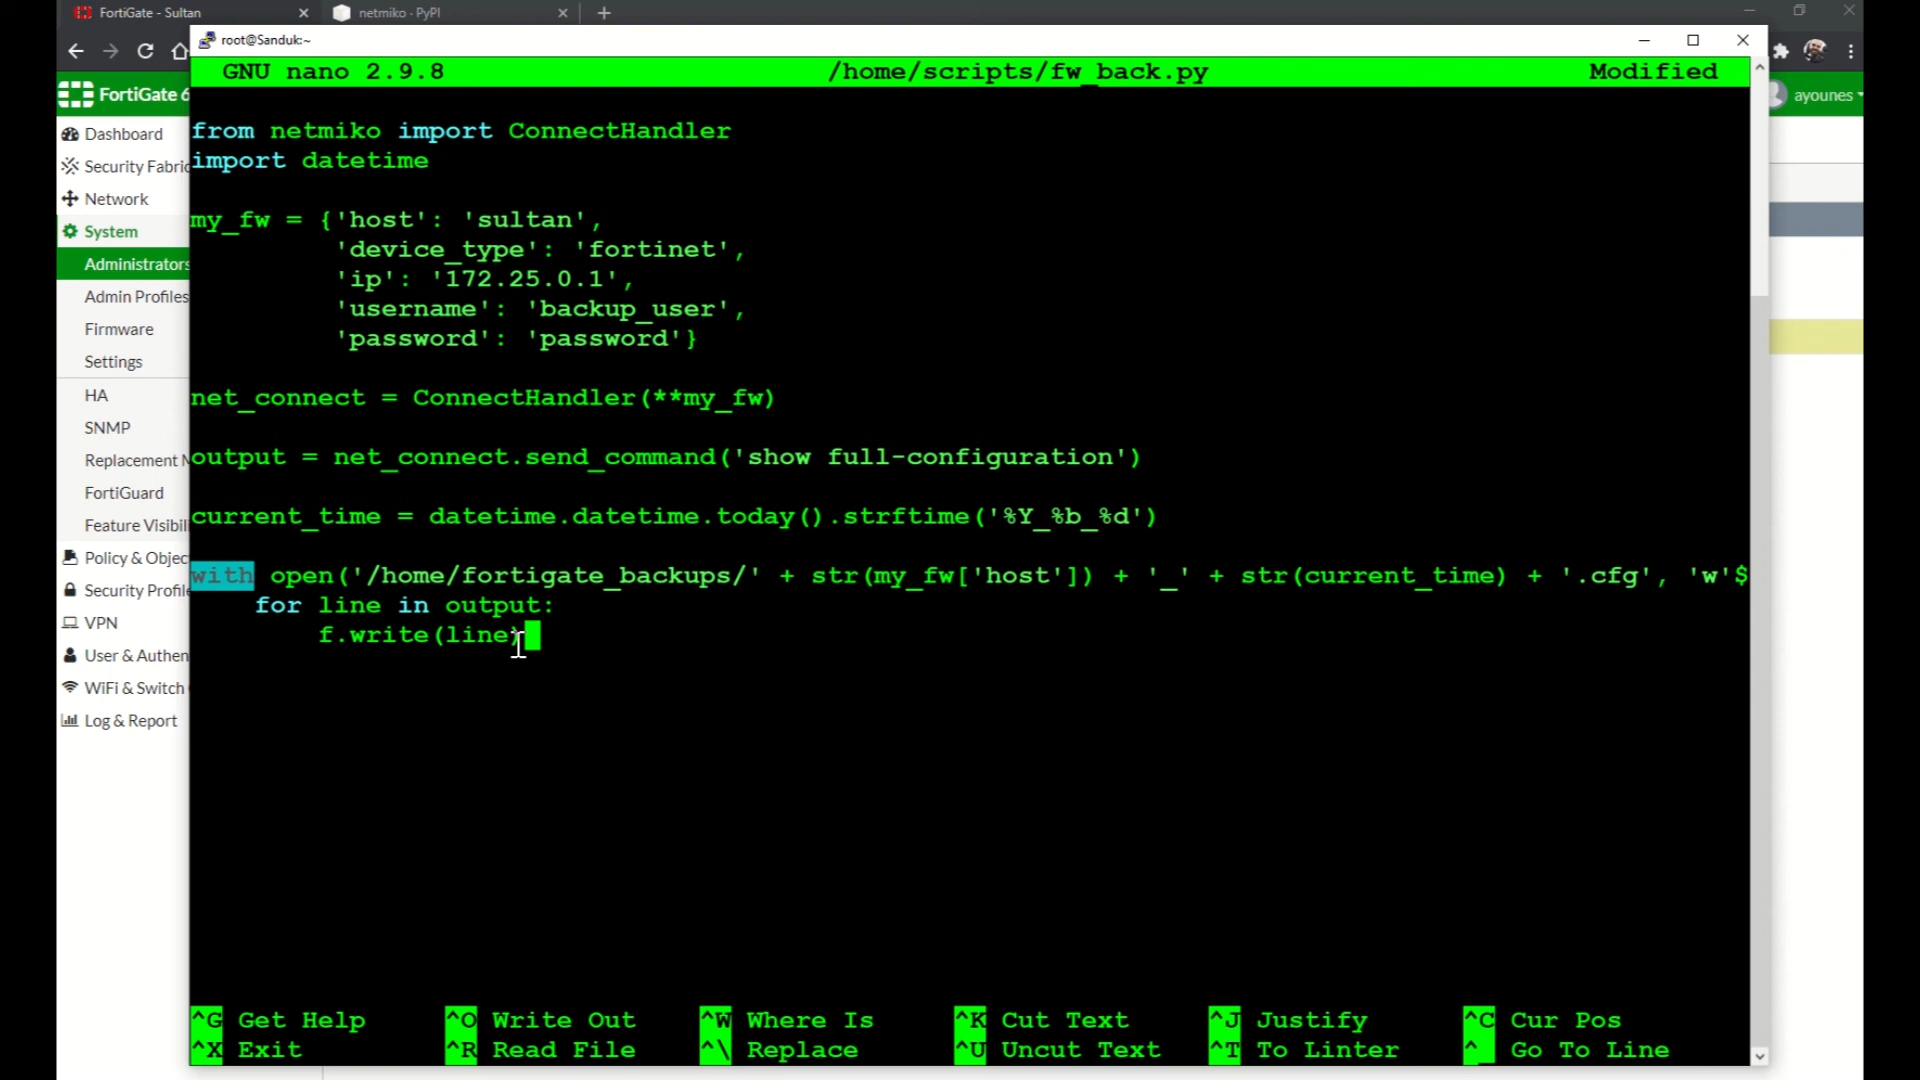 FortiGate - Sultan
netmiko · PyPI
root@Sanduk:~
GNU nano 2.9.8 /home/scripts/fw_back.py Modified
FortiGate 6
ayounes
Dashboard
Security Fabric
Network
System
Administrators
Admin Profiles
Firmware
Settings
HA
SNMP
Replacement M
FortiGuard
Feature Visibil
Policy & Objec
Security Profile
VPN
User & Authen
WiFi & Switch
Log & Report
from netmiko import ConnectHandler
import datetime
my_fw = {'host': 'sultan',
'device_type': 'fortinet',
'ip': '172.25.0.1',
'username': 'backup_user',
'password': 'password'}
net_connect = ConnectHandler(**my_fw)
output = net_connect.send_command('show full-configuration')
current_time = datetime.datetime.today().strftime('%Y_%b_%d')
with open('/home/fortigate_backups/' + str(my_fw['host']) + '_' + str(current_time) + '.cfg', 'w'$
for line in output:
f.write(line)
^G Get Help ^O Write Out ^W Where Is ^K Cut Text ^J Justify ^C Cur Pos
^X Exit ^R Read File ^\ Replace ^U Uncut Text ^T To Linter ^_ Go To Line